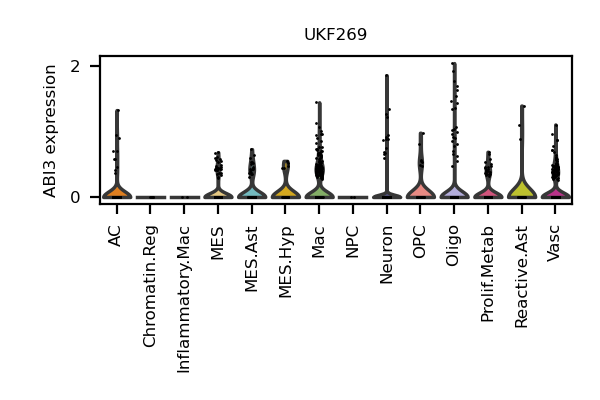 UKF269
ABI3 expression
2
0
AC
Chromatin.Reg
Inflammatory.Mac
MES
MES.Ast
MES.Hyp
Mac
NPC
Neuron
OPC
Oligo
Prolif.Metab
Reactive.Ast
Vasc